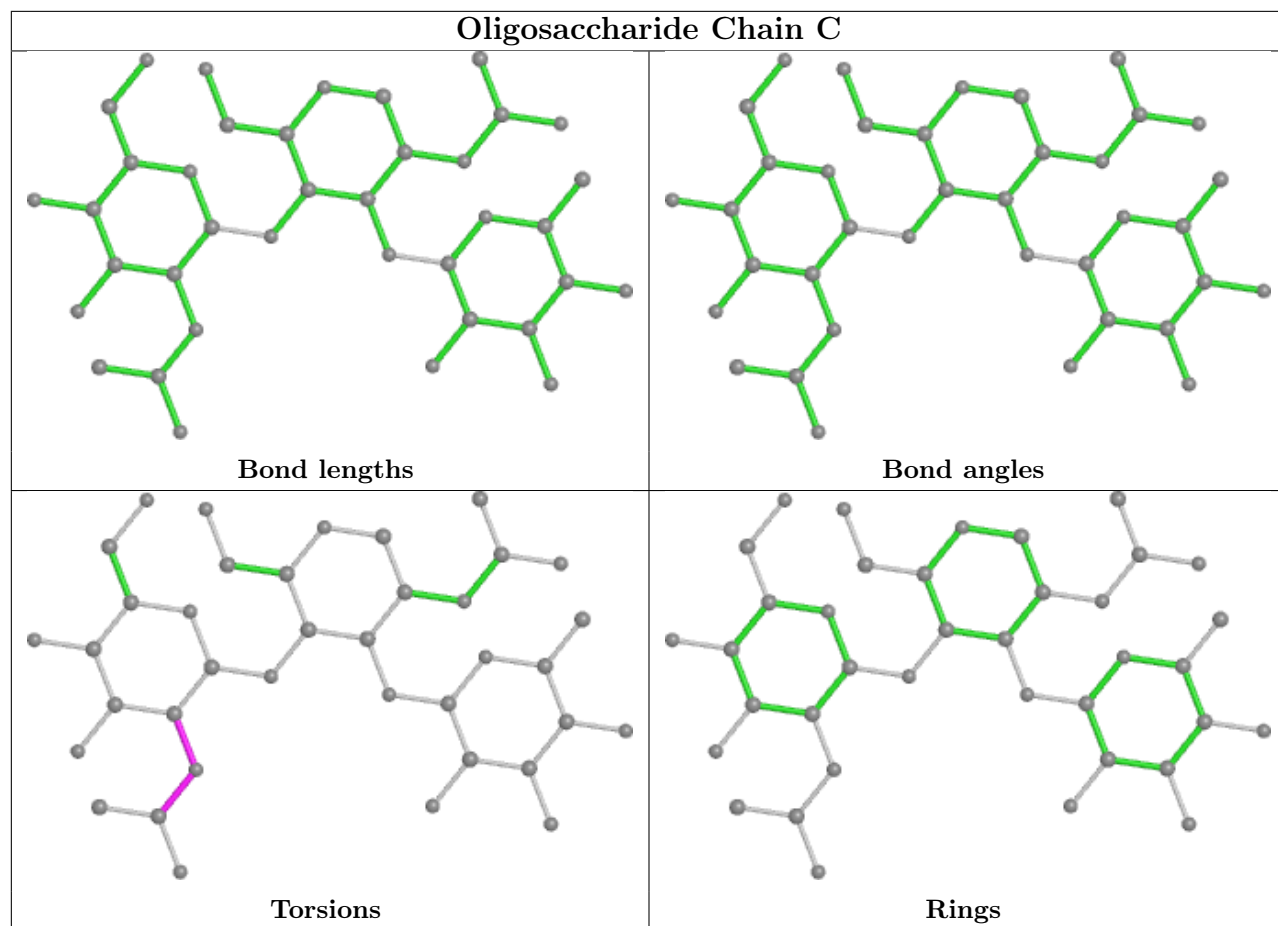 Oligosaccharide Chain C
Bond lengths
Bond angles
Torsions
Rings